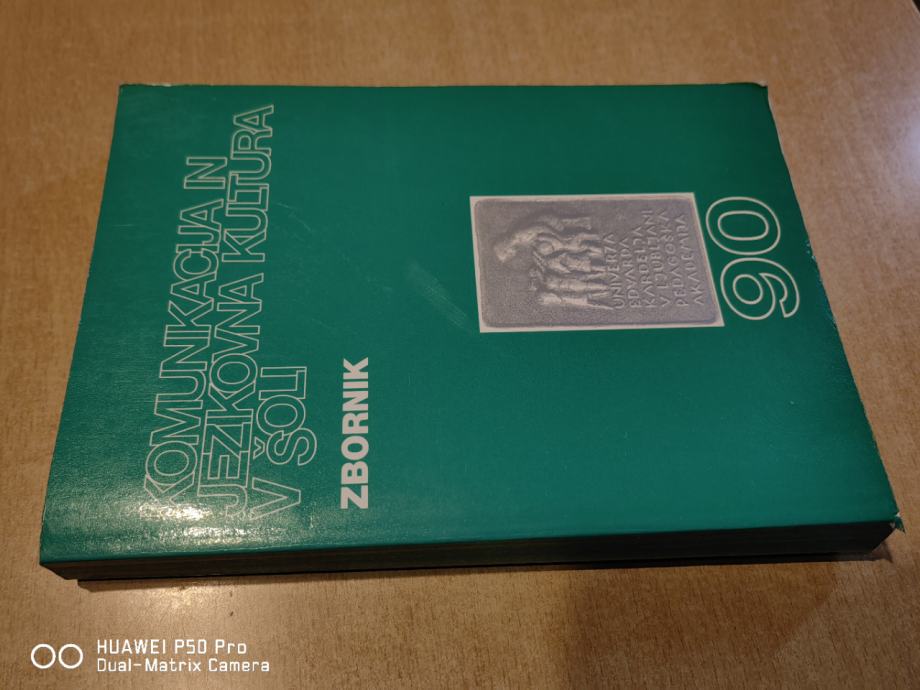 KOMUNIKACIJA IN
JEZIKOVNA KULTURA
V ŠOLI
ZBORNIK
UNIVERZA
EDVARDA
KARDELJA
V LJUBLJANI
PEDAGOŠKA
AKADEMIJA
90
HUAWEI P50 Pro
Dual-Matrix Camera